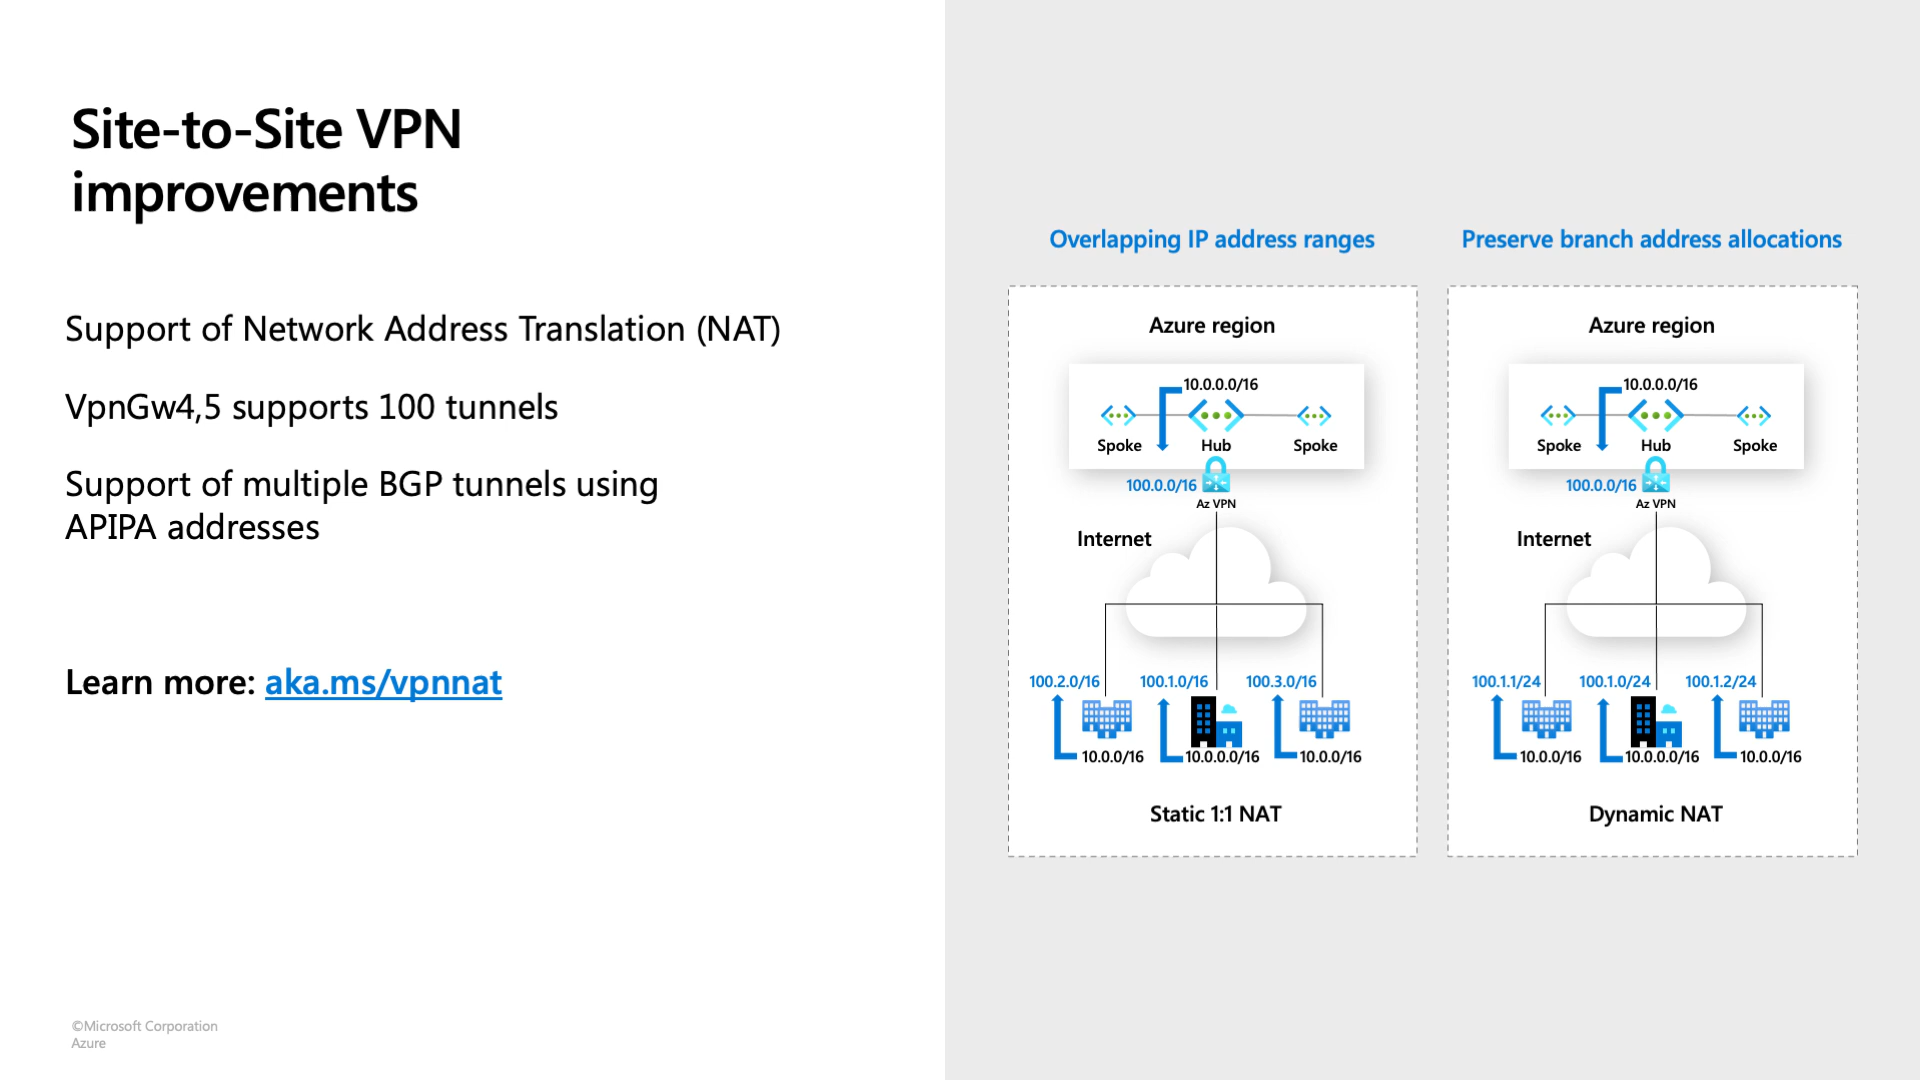 Site-to-Site VPN
improvements
Support of Network Address Translation (NAT)
VpnGw4,5 supports 100 tunnels
Support of multiple BGP tunnels using
APIPA addresses
Learn more: aka.ms/vpnnat
©Microsoft Corporation
Azure
Overlapping IP address ranges
Azure region
10.0.0.0/16
Spoke Hub Spoke
100.0.0/16
Az VPN
Internet
100.2.0/16 100.1.0/16 100.3.0/16
10.0.0/16 10.0.0.0/16 10.0.0/16
Static 1:1 NAT
Preserve branch address allocations
Azure region
10.0.0.0/16
Spoke Hub Spoke
100.0.0/16
Az VPN
Internet
100.1.1/24 100.1.0/24 100.1.2/24
10.0.0/16 10.0.0.0/16 10.0.0/16
Dynamic NAT